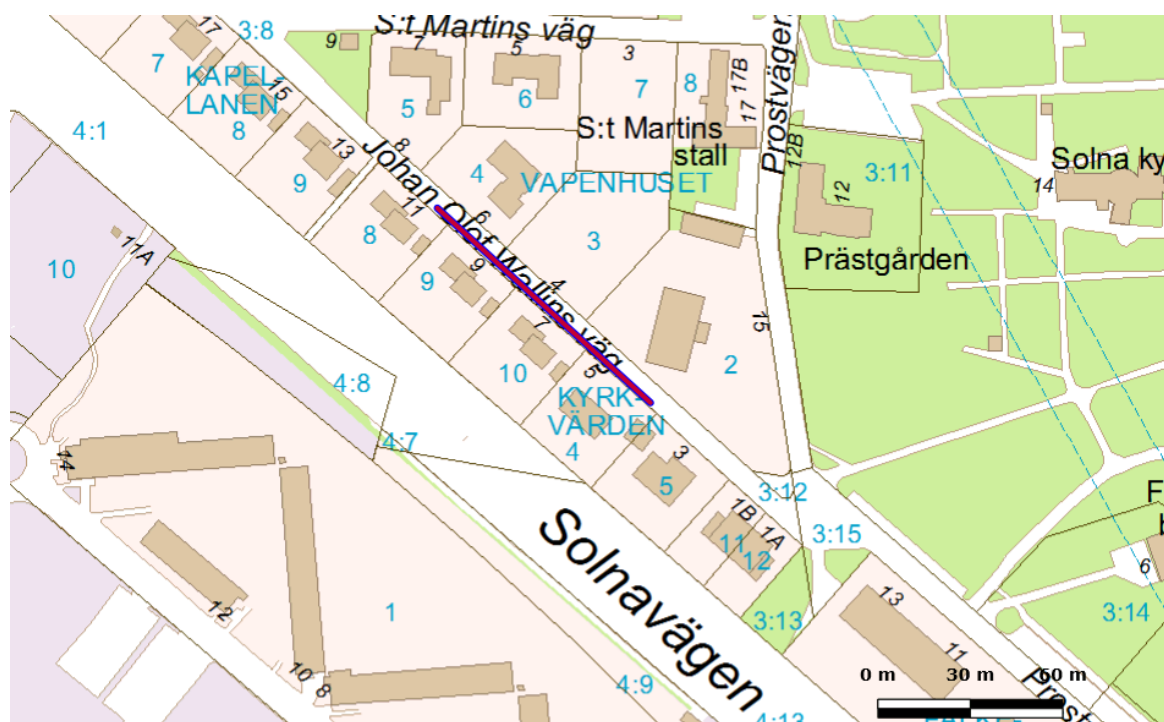 S:t Martins väg
17
3:8
9
7
5
3
7
KAPEL-
LANEN
15
8
5
6
7
8
17B
17
Prostvägen
4:1
13
9
8
Johan Olof Wallins väg
4
VAPENHUSET
S:t Martins
stall
12B
3:11
12
14
Solna ky
Prästgården
11
8
6
3
11A
10
9
9
4
7
10
5
2
15
4:8
KYRK-
VÄRDEN
4
4:7
3
5
3:12
3:15
1B
1A
11
12
14
Solnavägen
3:13
13
11
6
3:14
12
1
10
8
4:9
4:13
0 m
30 m
60 m